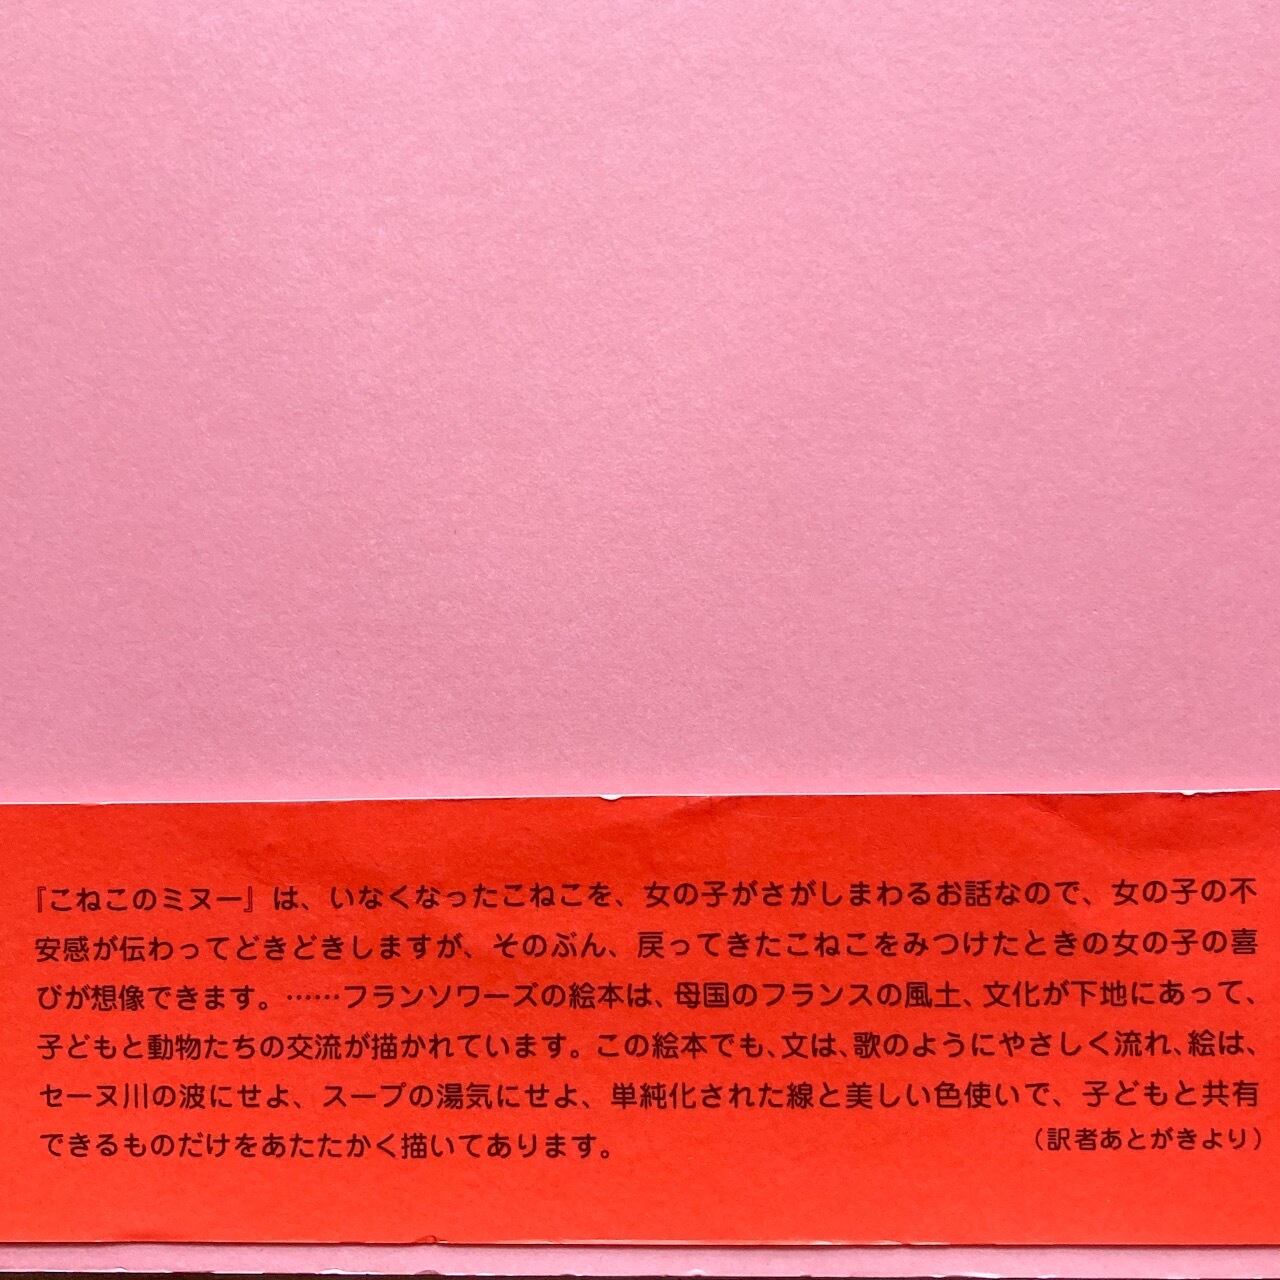 『こねこのミヌー』は、いなくなったこねこを、女の子がさがしまわるお話なので、女の子の不
安感が伝わってどきどきしますが、そのぶん、戻ってきたこねこをみつけたときの女の子の喜
びが想像できます。……フランソワーズの絵本は、母国のフランスの風土、文化が下地にあって、
子どもと動物たちの交流が描かれています。この絵本でも、文は、歌のようにやさしく流れ、絵は、
セーヌ川の波にせよ、スープの湯気にせよ、単純化された線と美しい色使いで、子どもと共有
できるものだけをあたたかく描いてあります。
（訳者あとがきより）